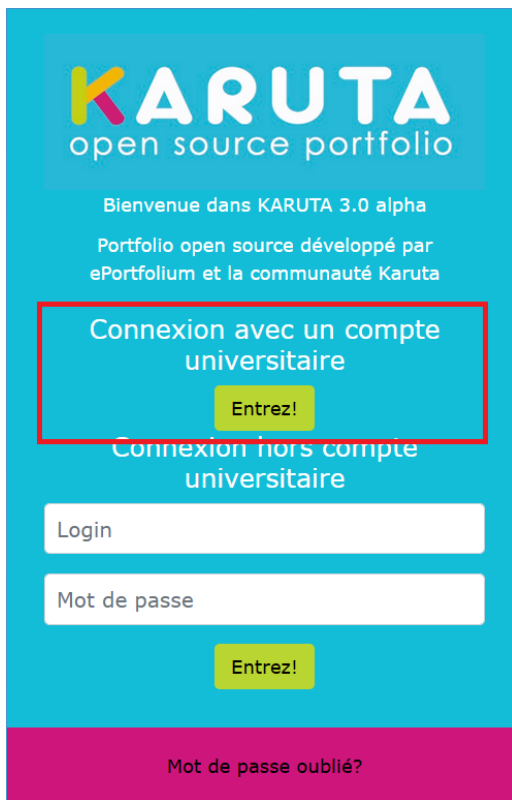 KARUTA
open source portfolio
Bienvenue dans KARUTA 3.0 alpha
Portfolio open source développé par
ePortfolium et la communauté Karuta
Connexion avec un compte
universitaire
Entrez!
Connexion hors compte
universitaire
Login
Mot de passe
Entrez!
Mot de passe oublié?